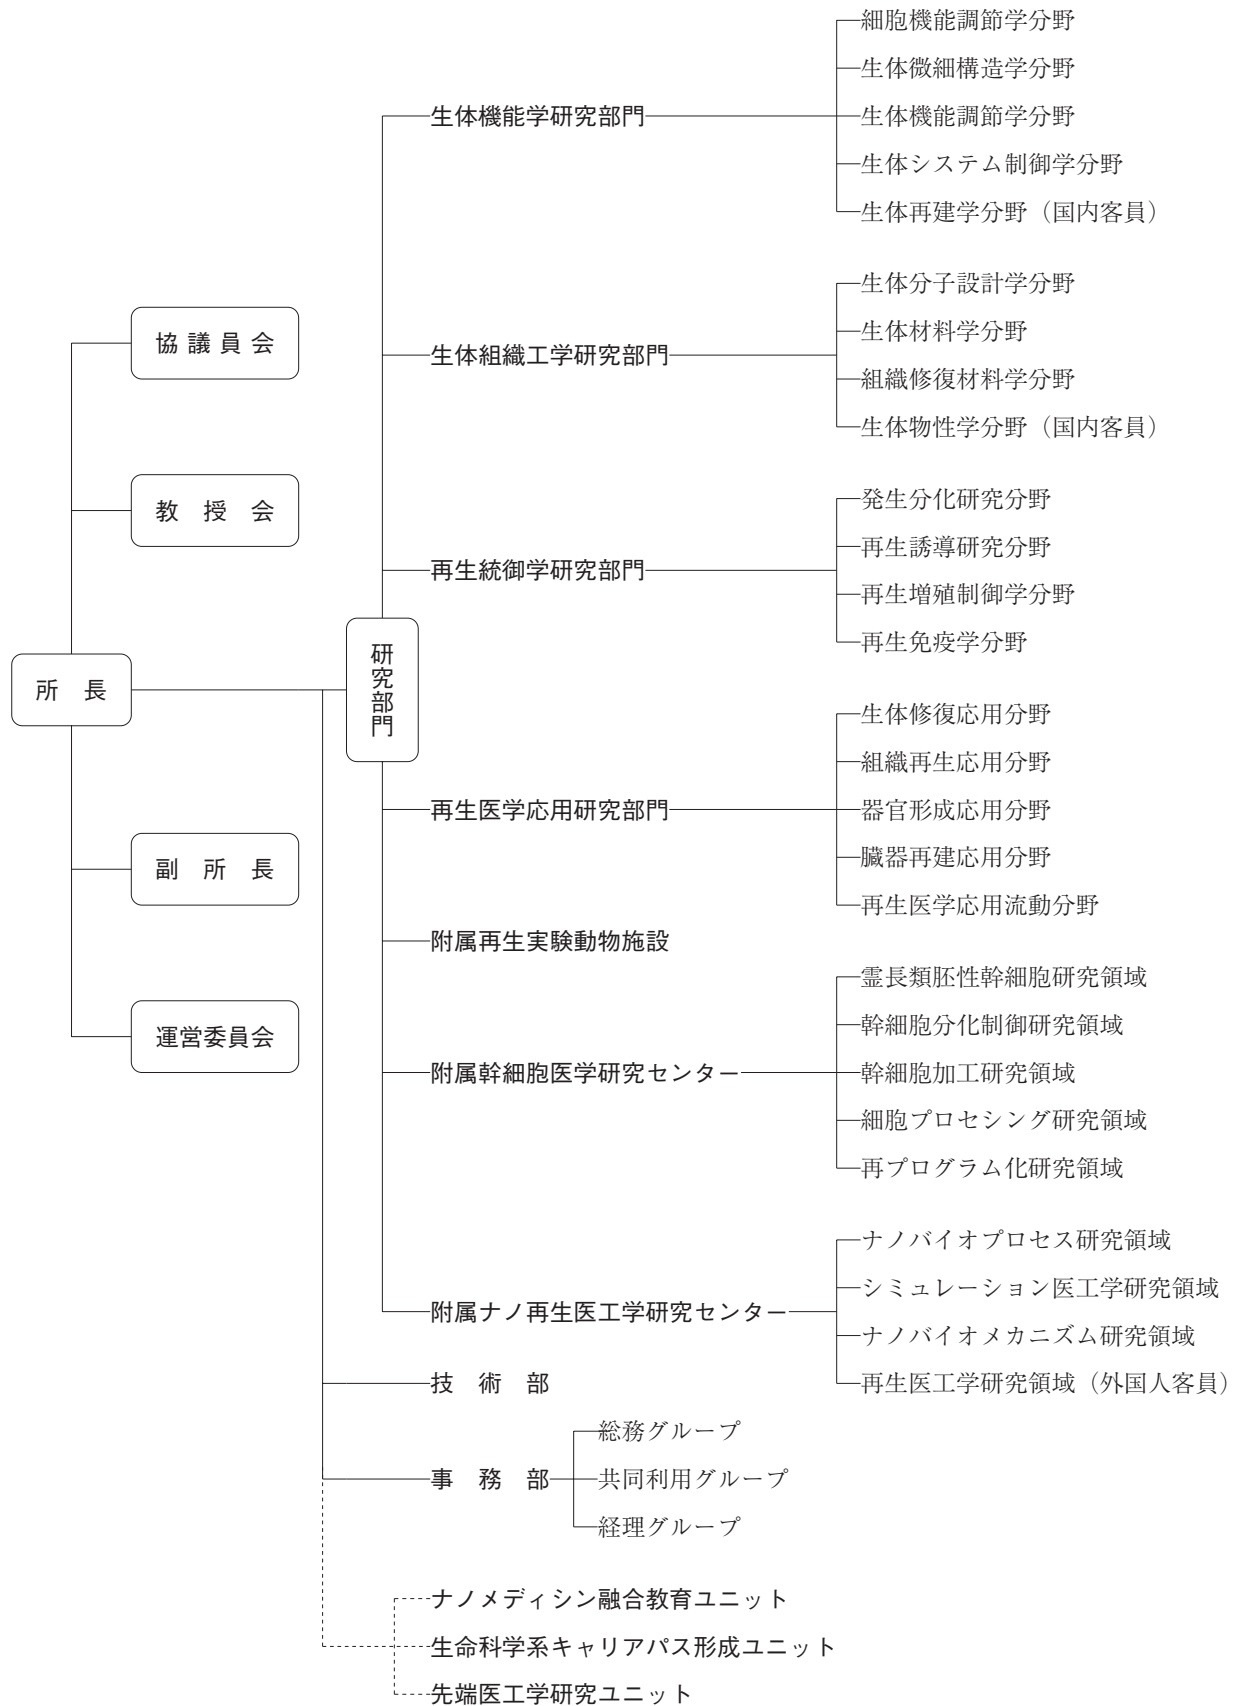 所　長
協 議 員 会
教　授　会
副　所　長
運営委員会
研究部門
生体機能学研究部門
細胞機能調節学分野
生体微細構造学分野
生体機能調節学分野
生体システム制御学分野
生体再建学分野（国内客員）
生体組織工学研究部門
生体分子設計学分野
生体材料学分野
組織修復材料学分野
生体物性学分野（国内客員）
再生統御学研究部門
発生分化研究分野
再生誘導研究分野
再生増殖制御学分野
再生免疫学分野
再生医学応用研究部門
生体修復応用分野
組織再生応用分野
器官形成応用分野
臓器再建応用分野
再生医学応用流動分野
附属再生実験動物施設
附属幹細胞医学研究センター
霊長類胚性幹細胞研究領域
幹細胞分化制御研究領域
幹細胞加工研究領域
細胞プロセシング研究領域
再プログラム化研究領域
附属ナノ再生医工学研究センター
ナノバイオプロセス研究領域
シミュレーション医工学研究領域
ナノバイオメカニズム研究領域
再生医工学研究領域（外国人客員）
技　術　部
事　務　部
総務グループ
共同利用グループ
経理グループ
ナノメディシン融合教育ユニット
生命科学系キャリアパス形成ユニット
先端医工学研究ユニット